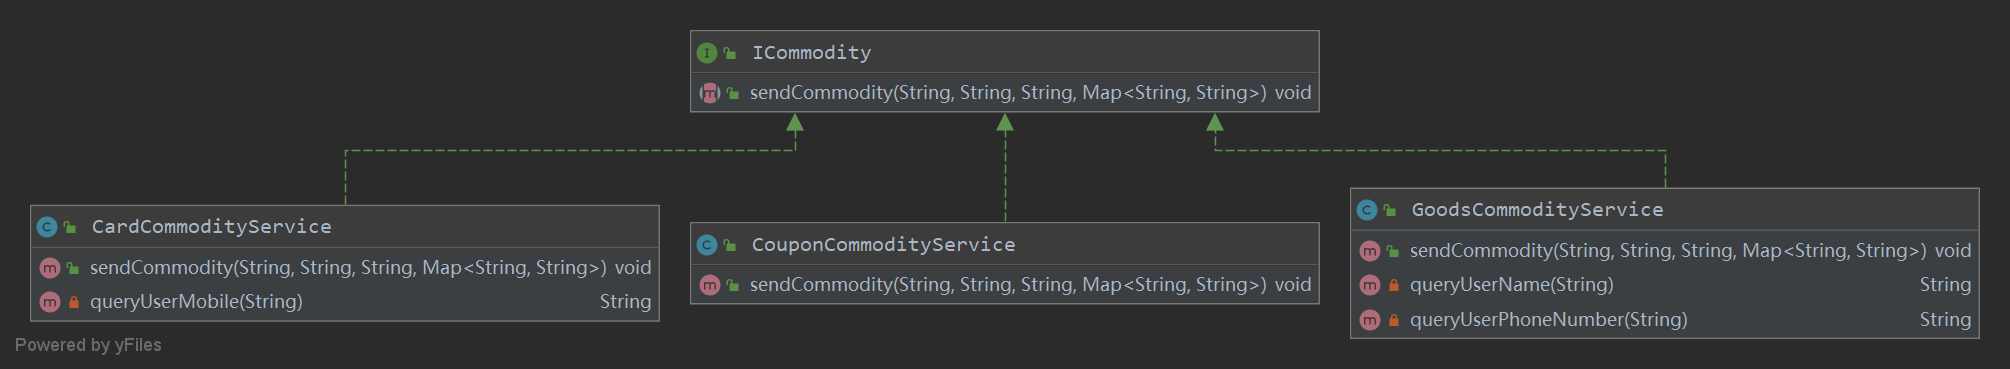 ICommodity
sendCommodity(String, String, String, Map<String, String>) void
CardCommodityService
sendCommodity(String, String, String, Map<String, String>) void
queryUserMobile(String) String
CouponCommodityService
sendCommodity(String, String, String, Map<String, String>) void
GoodsCommodityService
sendCommodity(String, String, String, Map<String, String>) void
queryUserName(String) String
queryUserPhoneNumber(String) String
Powered by yFiles